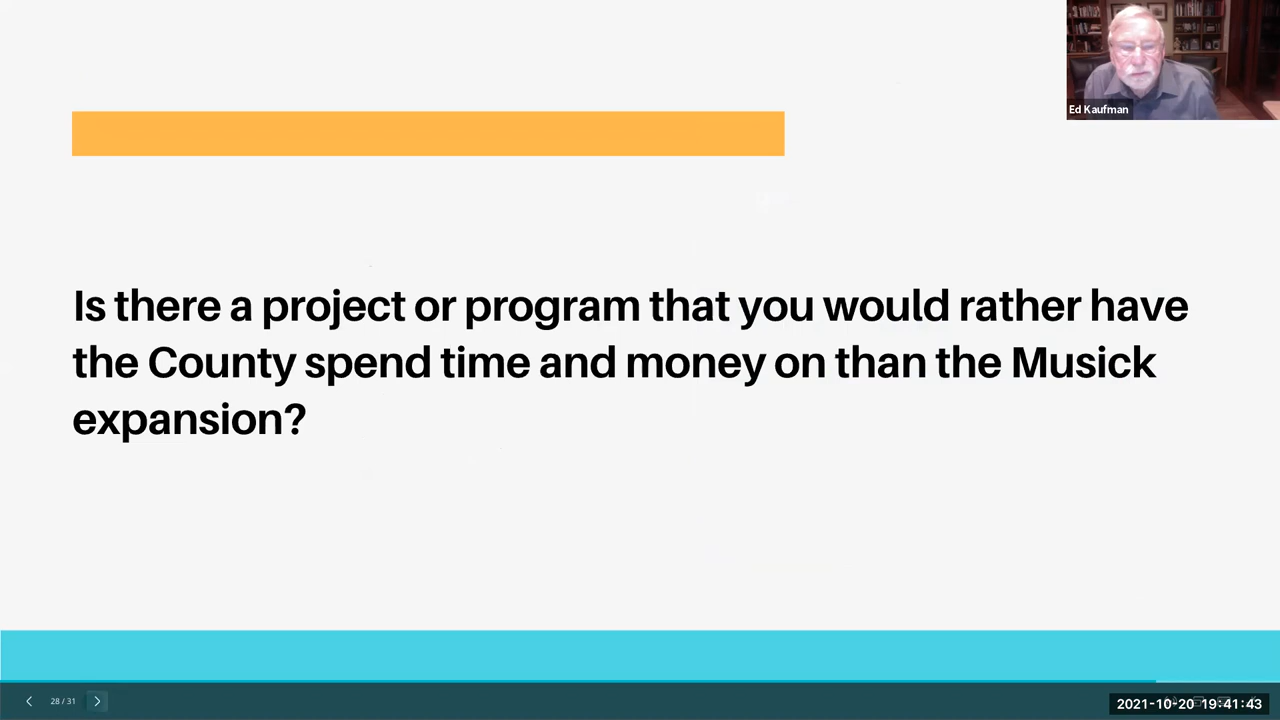 Ed Kaufman
Is there a project or program that you would rather have
the County spend time and money on than the Musick
expansion?
28 / 31
2021-10-20 19:41:43